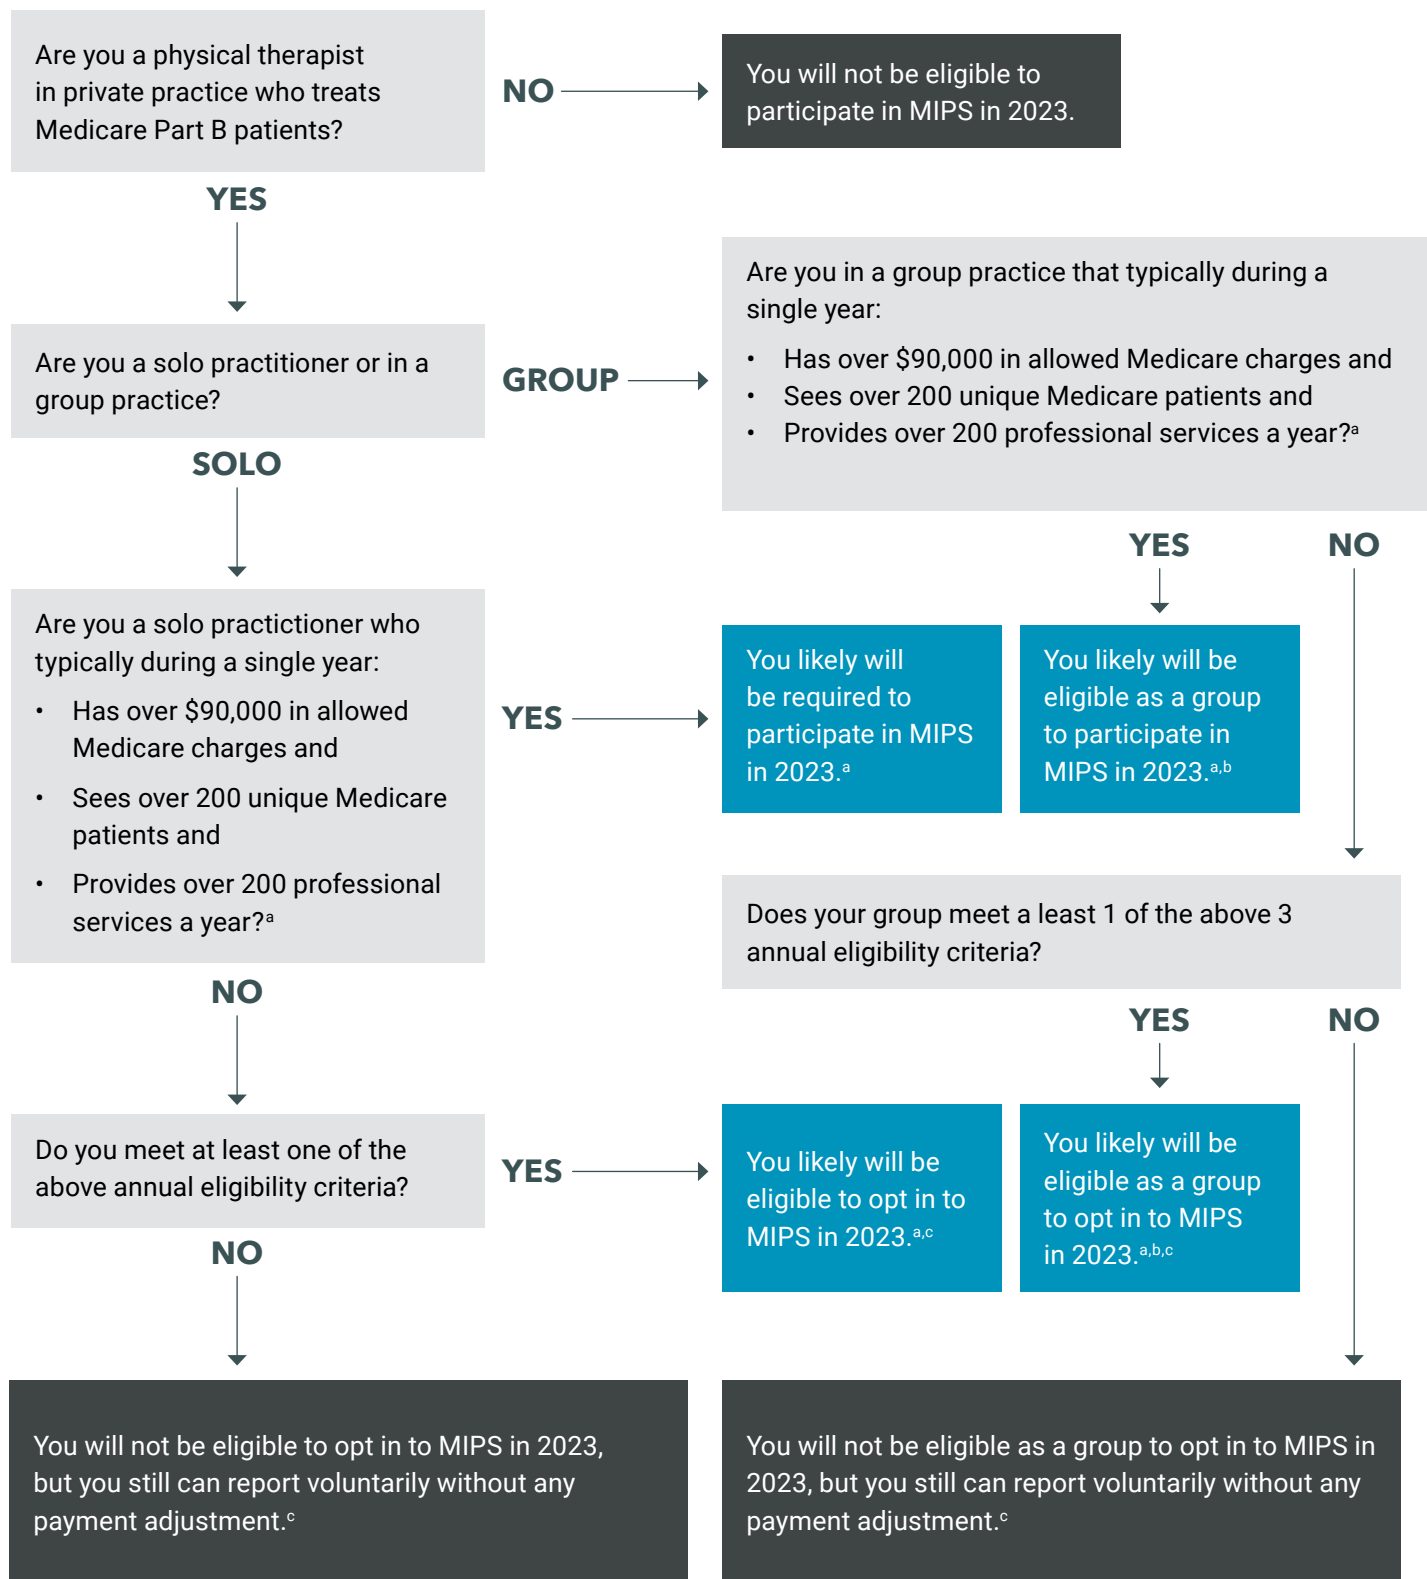 Are you a physical therapist
in private practice who treats
Medicare Part B patients?
NO
You will not be eligible to
participate in MIPS in 2023.
YES
Are you a solo practitioner or in a
group practice?
GROUP
Are you in a group practice that typically during a
single year:
• Has over $90,000 in allowed Medicare charges and
• Sees over 200 unique Medicare patients and
• Provides over 200 professional services a year?a
SOLO
YES
NO
Are you a solo practictioner who
typically during a single year:
• Has over $90,000 in allowed
Medicare charges and
• Sees over 200 unique Medicare
patients and
• Provides over 200 professional
services a year?a
YES
You likely will
be required to
participate in MIPS
in 2023.a
You likely will be
eligible as a group
to participate in
MIPS in 2023.a,b
Does your group meet a least 1 of the above 3
annual eligibility criteria?
NO
YES
NO
Do you meet at least one of the
above annual eligibility criteria?
YES
You likely will be
eligible to opt in to
MIPS in 2023.a,c
You likely will be
eligible as a group
to opt in to MIPS
in 2023.a,b,c
NO
You will not be eligible to opt in to MIPS in 2023,
but you still can report voluntarily without any
payment adjustment.c
You will not be eligible as a group to opt in to MIPS in
2023, but you still can report voluntarily without any
payment adjustment.c